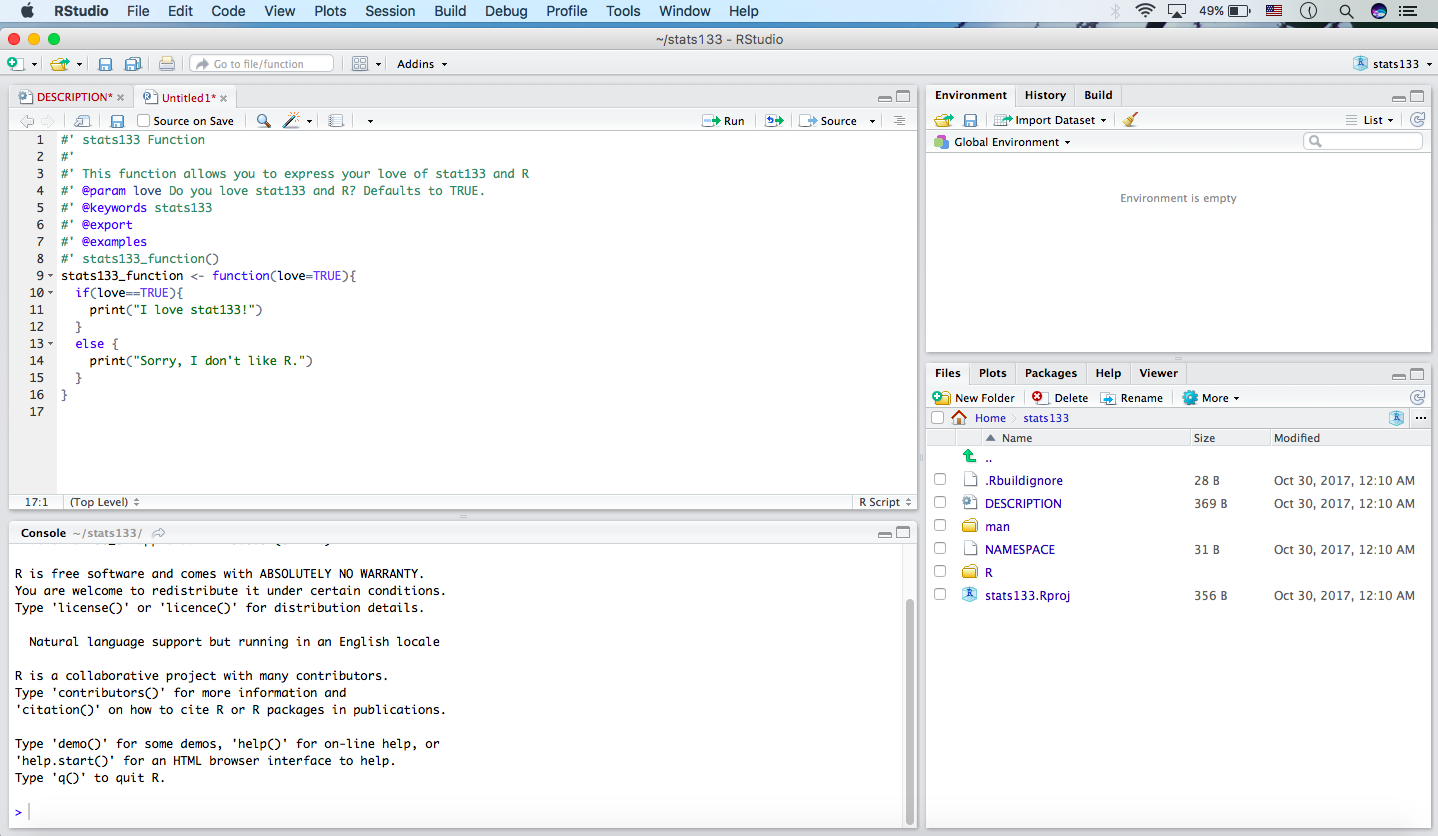 RStudio File Edit Code View Plots Session Build Debug Profile Tools Window Help 49%
~/stats133 - RStudio
Go to file/function Addins stats133
DESCRIPTION* Untitled1*
Source on Save Run Source
1 #' stats133 Function
2 #'
3 #' This function allows you to express your love of stat133 and R
4 #' @param love Do you love stat133 and R? Defaults to TRUE.
5 #' @keywords stats133
6 #' @export
7 #' @examples
8 #' stats133_function()
9 stats133_function <- function(love=TRUE){
10 if(love==TRUE){
11 print("I love stat133!")
12 }
13 else {
14 print("Sorry, I don't like R.")
15 }
16 }
17
17:1 (Top Level) R Script
Console ~/stats133/
R is free software and comes with ABSOLUTELY NO WARRANTY.
You are welcome to redistribute it under certain conditions.
Type 'license()' or 'licence()' for distribution details.
Natural language support but running in an English locale
R is a collaborative project with many contributors.
Type 'contributors()' for more information and
'citation()' on how to cite R or R packages in publications.
Type 'demo()' for some demos, 'help()' for on-line help, or
'help.start()' for an HTML browser interface to help.
Type 'q()' to quit R.
>
Environment History Build
Import Dataset List
Global Environment
Environment is empty
Files Plots Packages Help Viewer
New Folder Delete Rename More
Home stats133 ...
Name Size Modified
..
.Rbuildignore 28 B Oct 30, 2017, 12:10 AM
DESCRIPTION 369 B Oct 30, 2017, 12:10 AM
man
NAMESPACE 31 B Oct 30, 2017, 12:10 AM
R
stats133.Rproj 356 B Oct 30, 2017, 12:10 AM